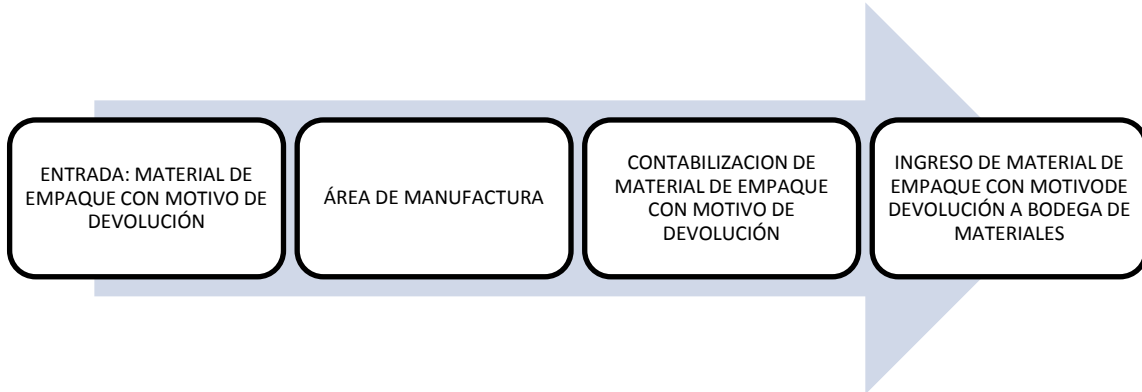 ENTRADA: MATERIAL DE
EMPAQUE CON MOTIVO DE
DEVOLUCIÓN
ÁREA DE MANUFACTURA
CONTABILIZACION DE
MATERIAL DE EMPAQUE
CON MOTIVO DE
DEVOLUCIÓN
INGRESO DE MATERIAL DE
EMPAQUE CON MOTIVODE
DEVOLUCIÓN A BODEGA DE
MATERIALES